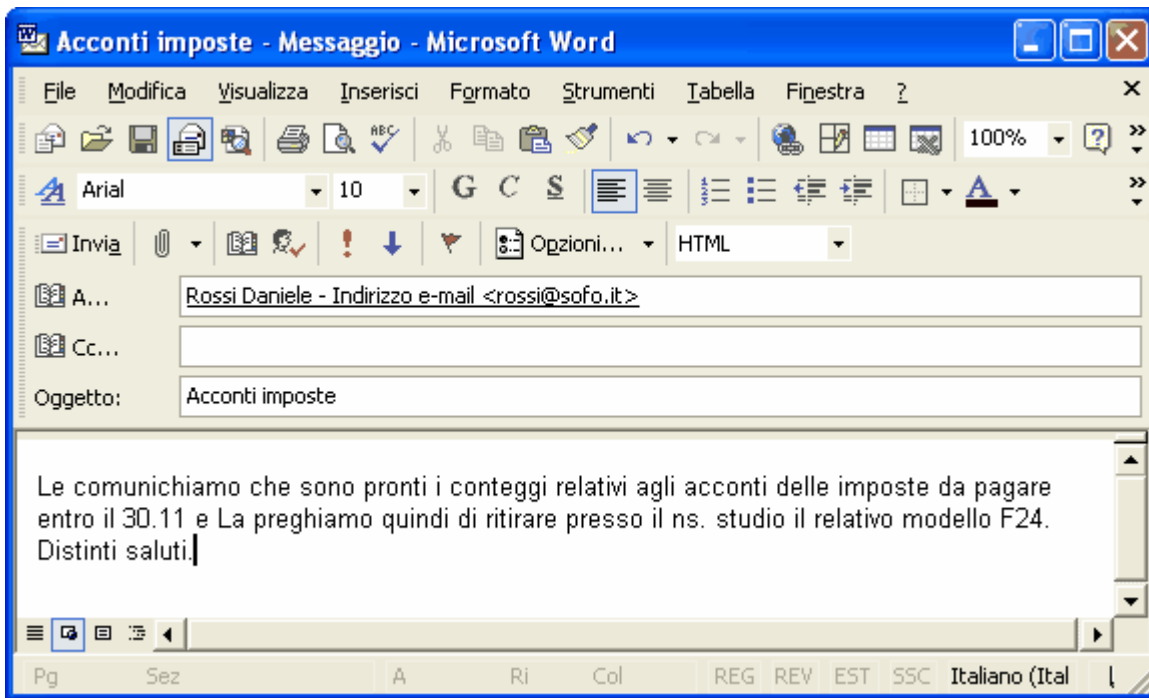 Acconti imposte - Messaggio - Microsoft Word
File Modifica Visualizza Inserisci Formato Strumenti Tabella Finestra ?
ABC 100%
Arial 10 G C S
Invia Opzioni... HTML
A... Rossi Daniele - Indirizzo e-mail <rossi@sofo.it>
Cc...
Oggetto: Acconti imposte
Le comunichiamo che sono pronti i conteggi relativi agli acconti delle imposte da pagare
entro il 30.11 e La preghiamo quindi di ritirare presso il ns. studio il relativo modello F24.
Distinti saluti.
Pg Sez A Ri Col REG REV EST SSC Italiano (Ital